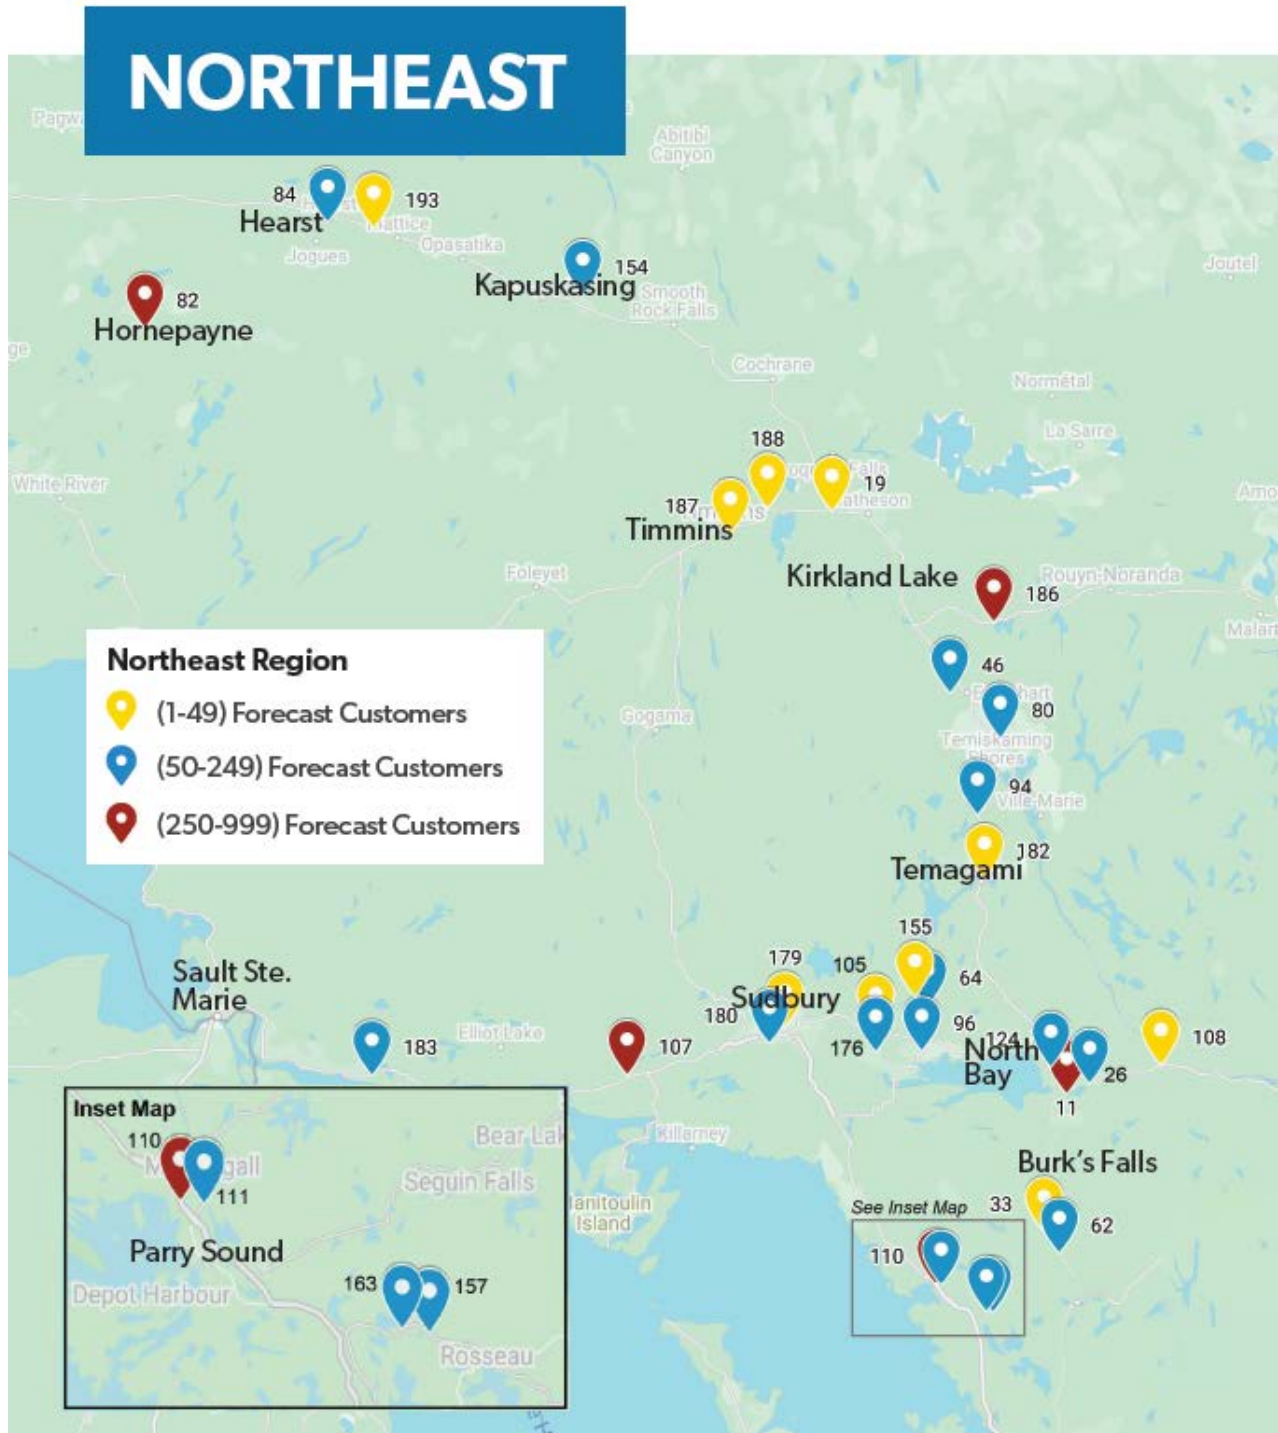 NORTHEAST
Abitibi
Canyon
84
193
Hearst
Mattice
Opasatika
Jogues
Kapuskasing
154
Joutel
82
Smooth
Rock Falls
Hornepayne
Cochrane
Normétal
La Sarre
188
White River
187
19
Timmins
Foleyet
Kirkland Lake
186
Rouyn-Noranda
Northeast Region
(1-49) Forecast Customers
(50-249) Forecast Customers
(250-999) Forecast Customers
46
80
Gogama
Temiskaming
Shores
94
Ville-Marie
182
Temagami
155
179
105
64
Sault Ste.
Marie
Sudbury
180
183
Elliot Lake
107
176
96
124
North
Bay
26
108
11
Killarney
Inset Map
110
111
Seguin Falls
Parry Sound
Depot Harbour
163
157
Rosseau
Island
Burk's Falls
33
62
See Inset Map
110